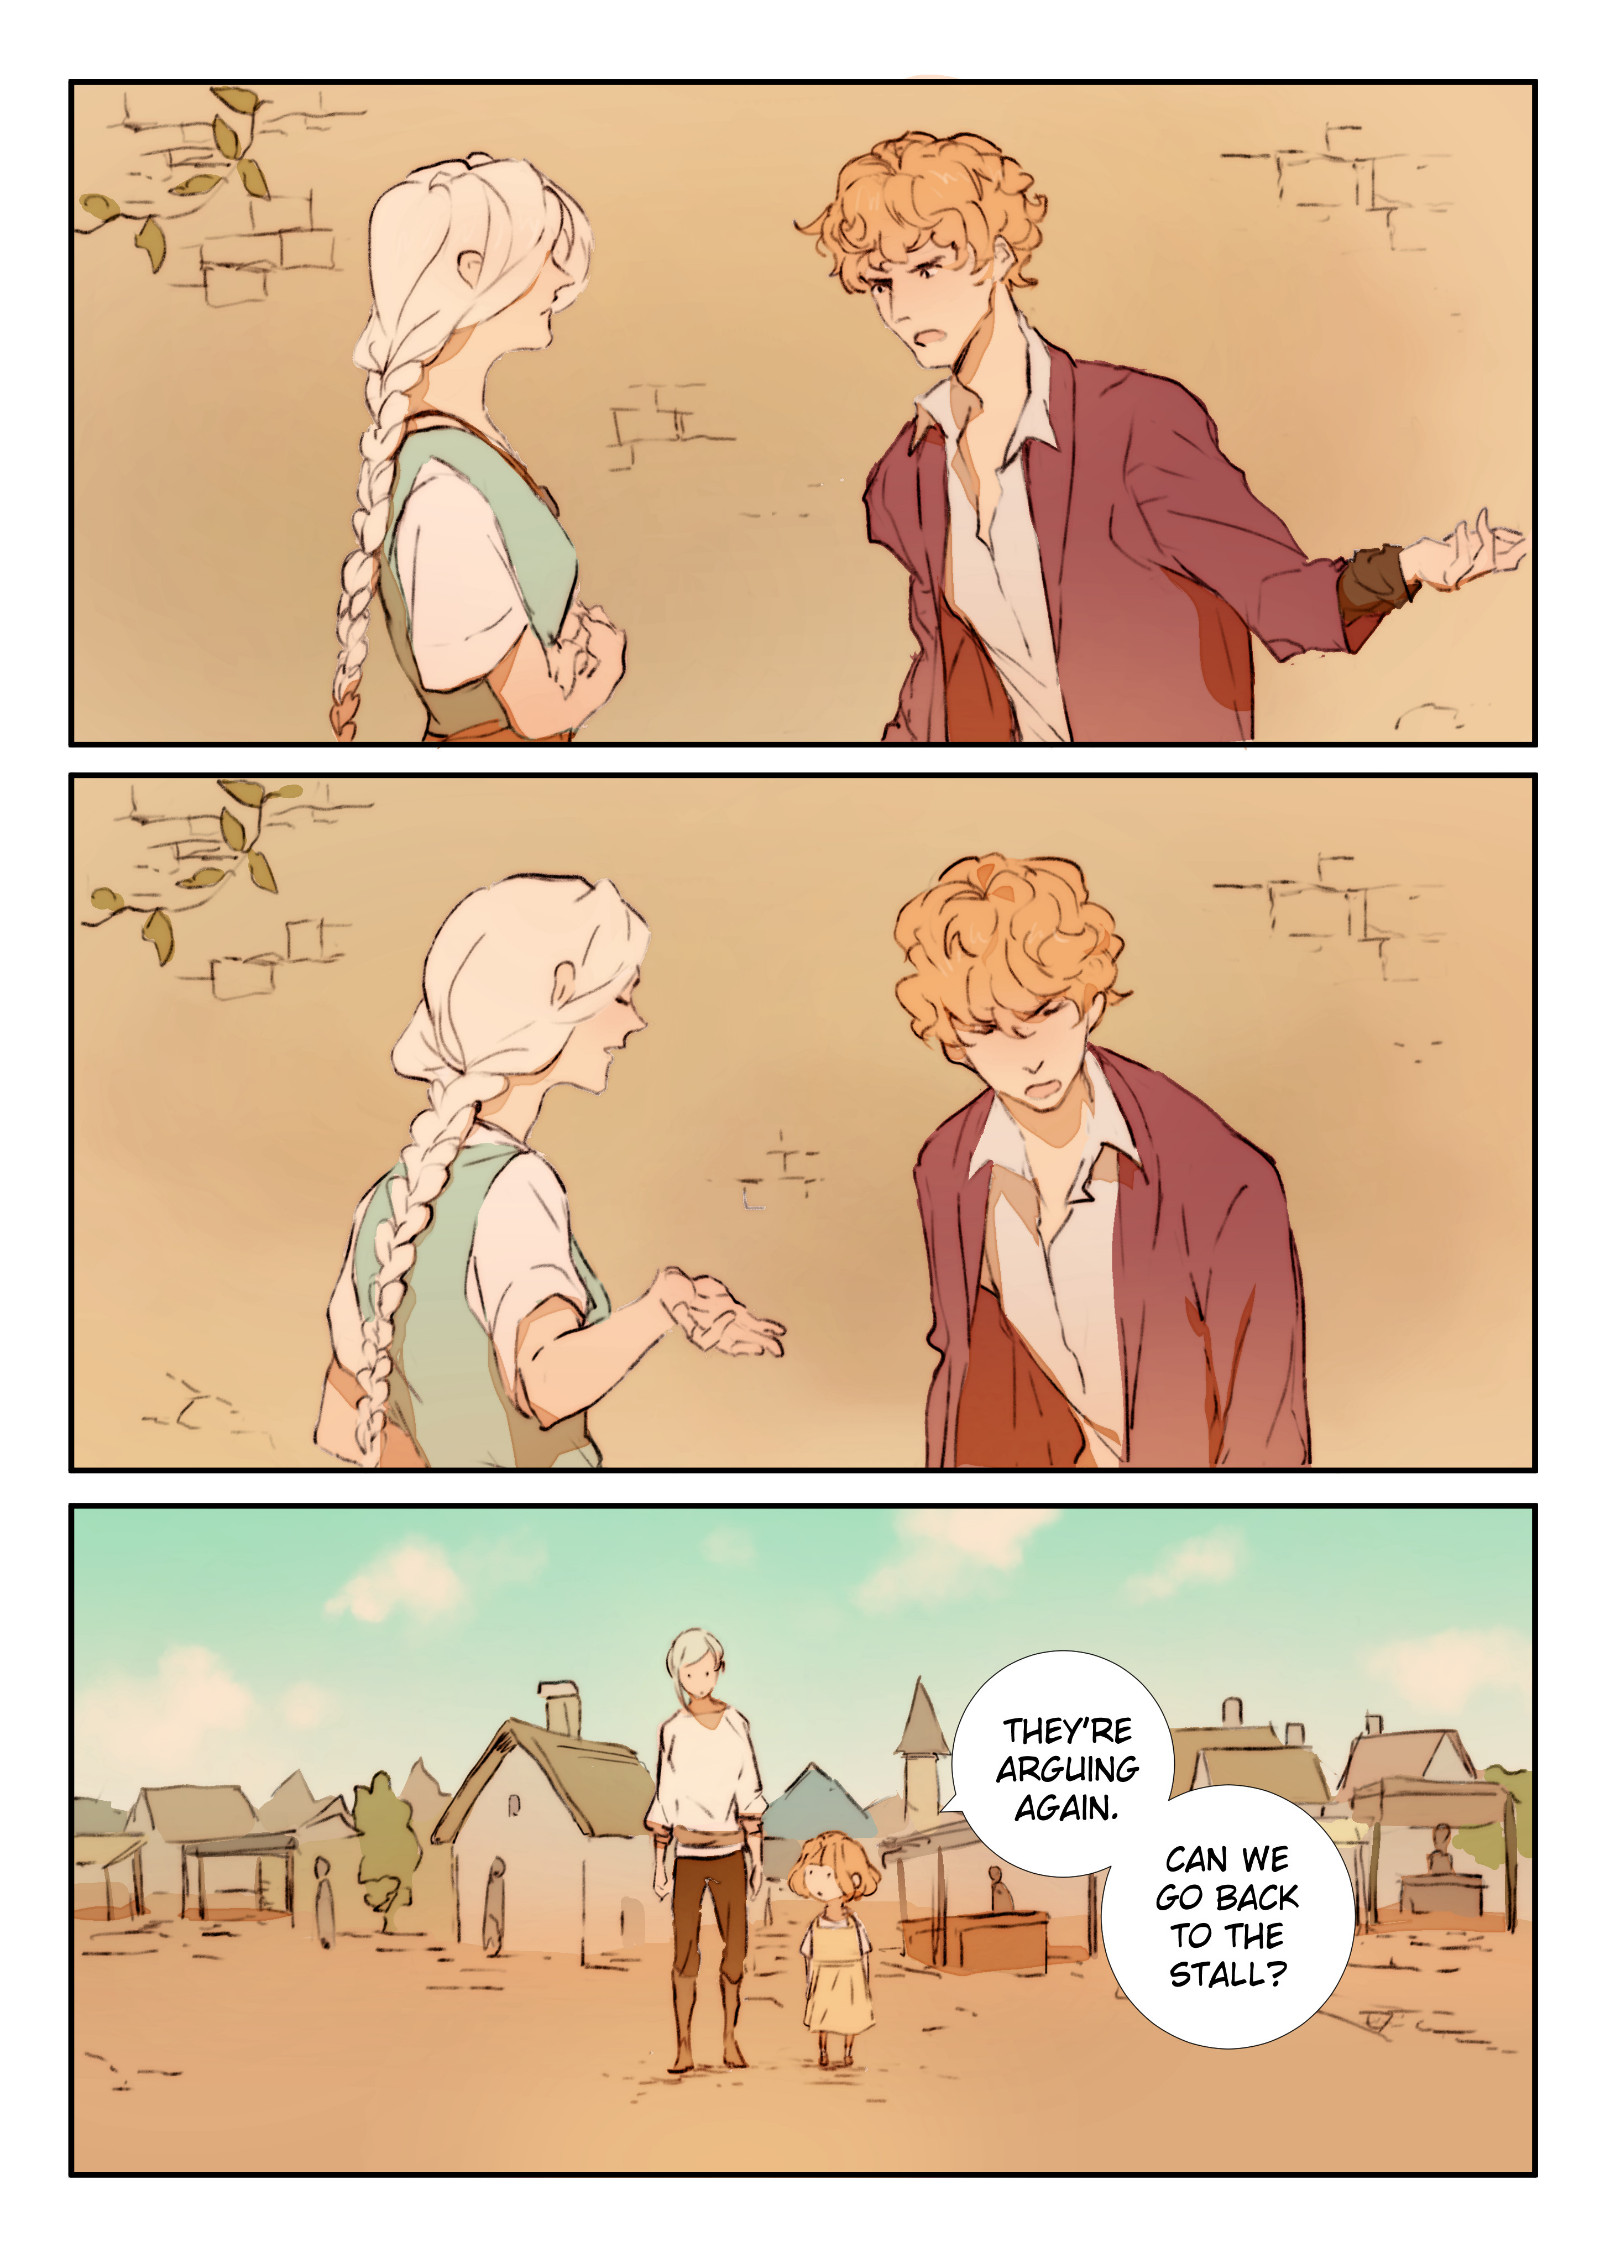 THEY'RE
ARGUING
AGAIN.
CAN WE
GO BACK
TO THE
STALL?